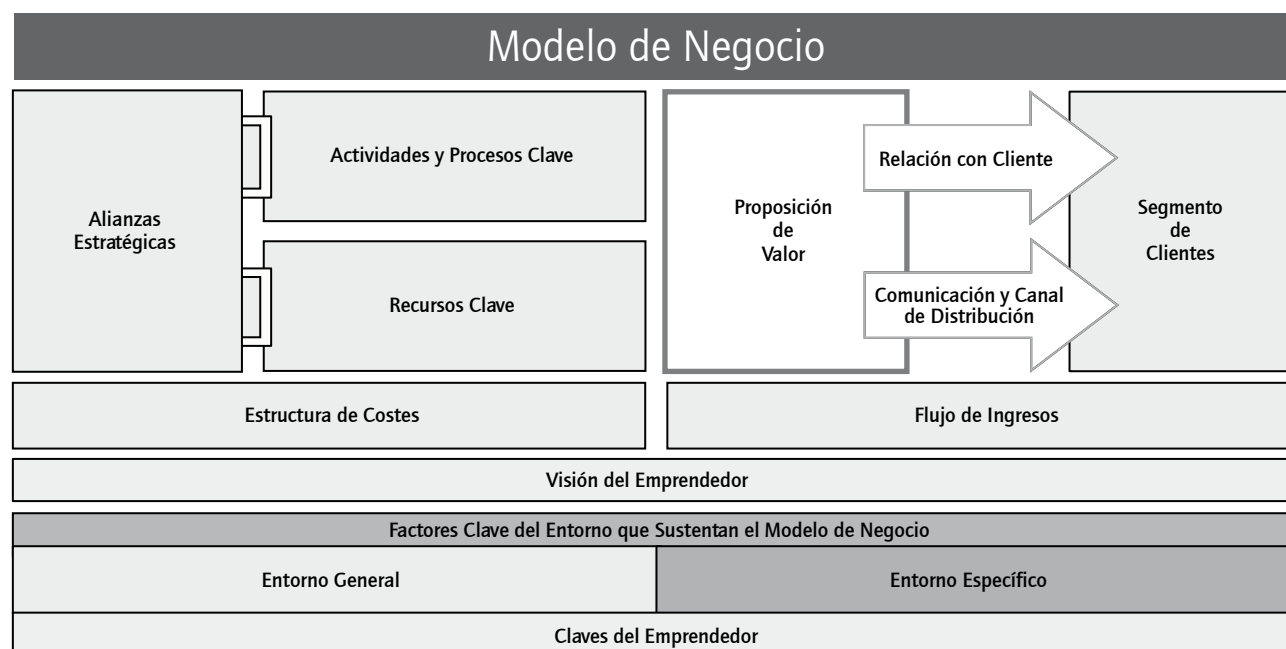 Modelo de Negocio
Alianzas
Estratégicas
Actividades y Procesos Clave
Recursos Clave
Proposición
de
Valor
Relación con Cliente
Comunicación y Canal
de Distribución
Segmento
de
Clientes
Estructura de Costes
Flujo de Ingresos
Visión del Emprendedor
Factores Clave del Entorno que Sustentan el Modelo de Negocio
Entorno General
Entorno Específico
Claves del Emprendedor